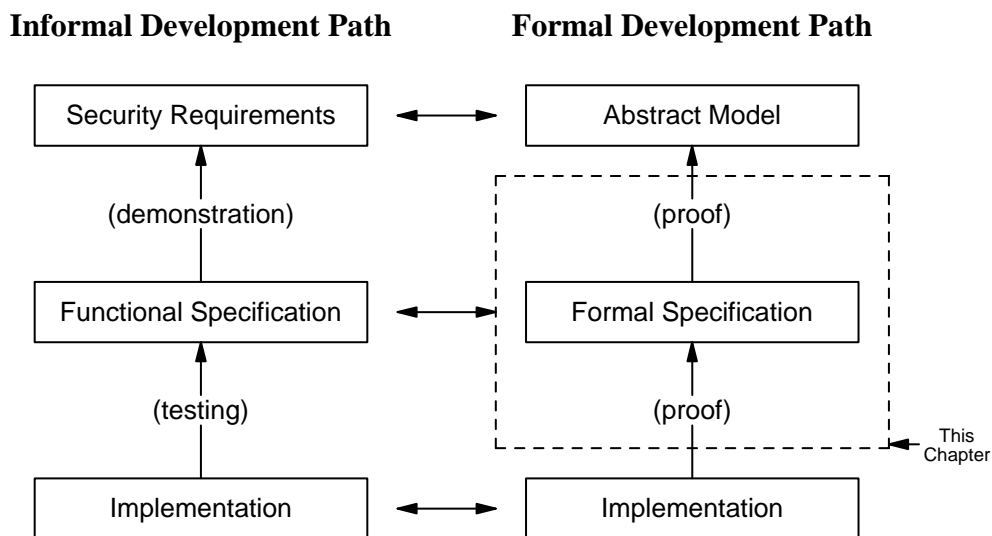 Informal Development Path Formal Development Path
Security Requirements Abstract Model
(demonstration) (proof)
Functional Specification Formal Specification
(testing) (proof)
This
Chapter
Implementation Implementation